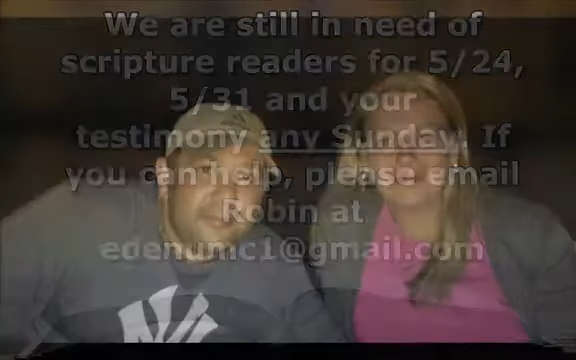 We are still in need of
scripture readers for 5/24,
5/31 and your
testimony any Sunday. If
you can help, please email
Robin at
edenumc1@gmail.com